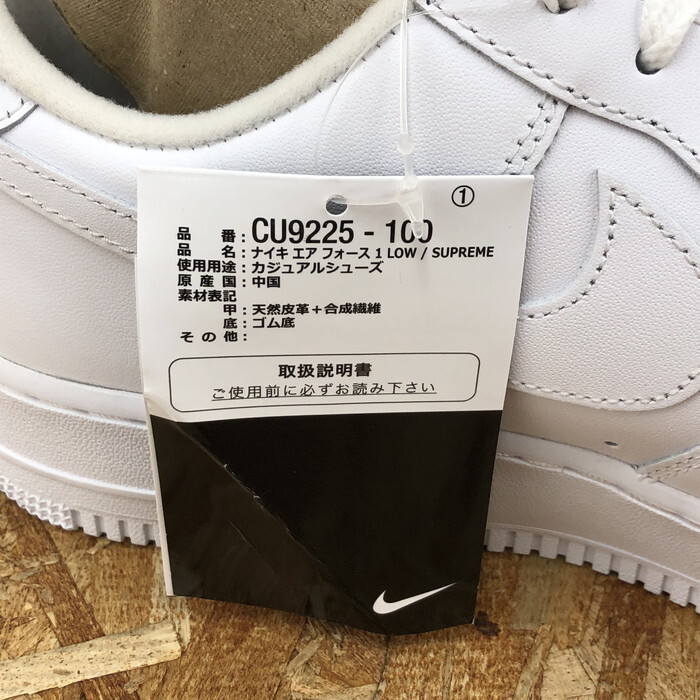 ①
品番：CU9225 - 100
品名：ナイキ エア フォース 1 LOW / SUPREME
使用用途：カジュアルシューズ
原産国：中国
素材表記
甲：天然皮革＋合成繊維
底：ゴム底
その他：
取扱説明書
ご使用前に必ずお読み下さい